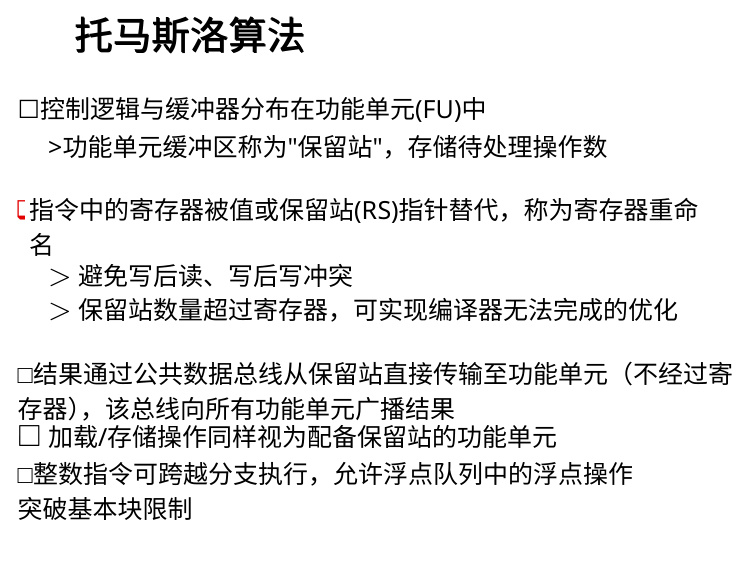 托马斯洛算法
□控制逻辑与缓冲器分布在功能单元(FU)中
>功能单元缓冲区称为"保留站"，存储待处理操作数
指令中的寄存器被值或保留站(RS)指针替代，称为寄存器重命
名
＞ 避免写后读、写后写冲突
＞ 保留站数量超过寄存器，可实现编译器无法完成的优化
□结果通过公共数据总线从保留站直接传输至功能单元（不经过寄
存器），该总线向所有功能单元广播结果
□ 加载/存储操作同样视为配备保留站的功能单元
□整数指令可跨越分支执行，允许浮点队列中的浮点操作
突破基本块限制